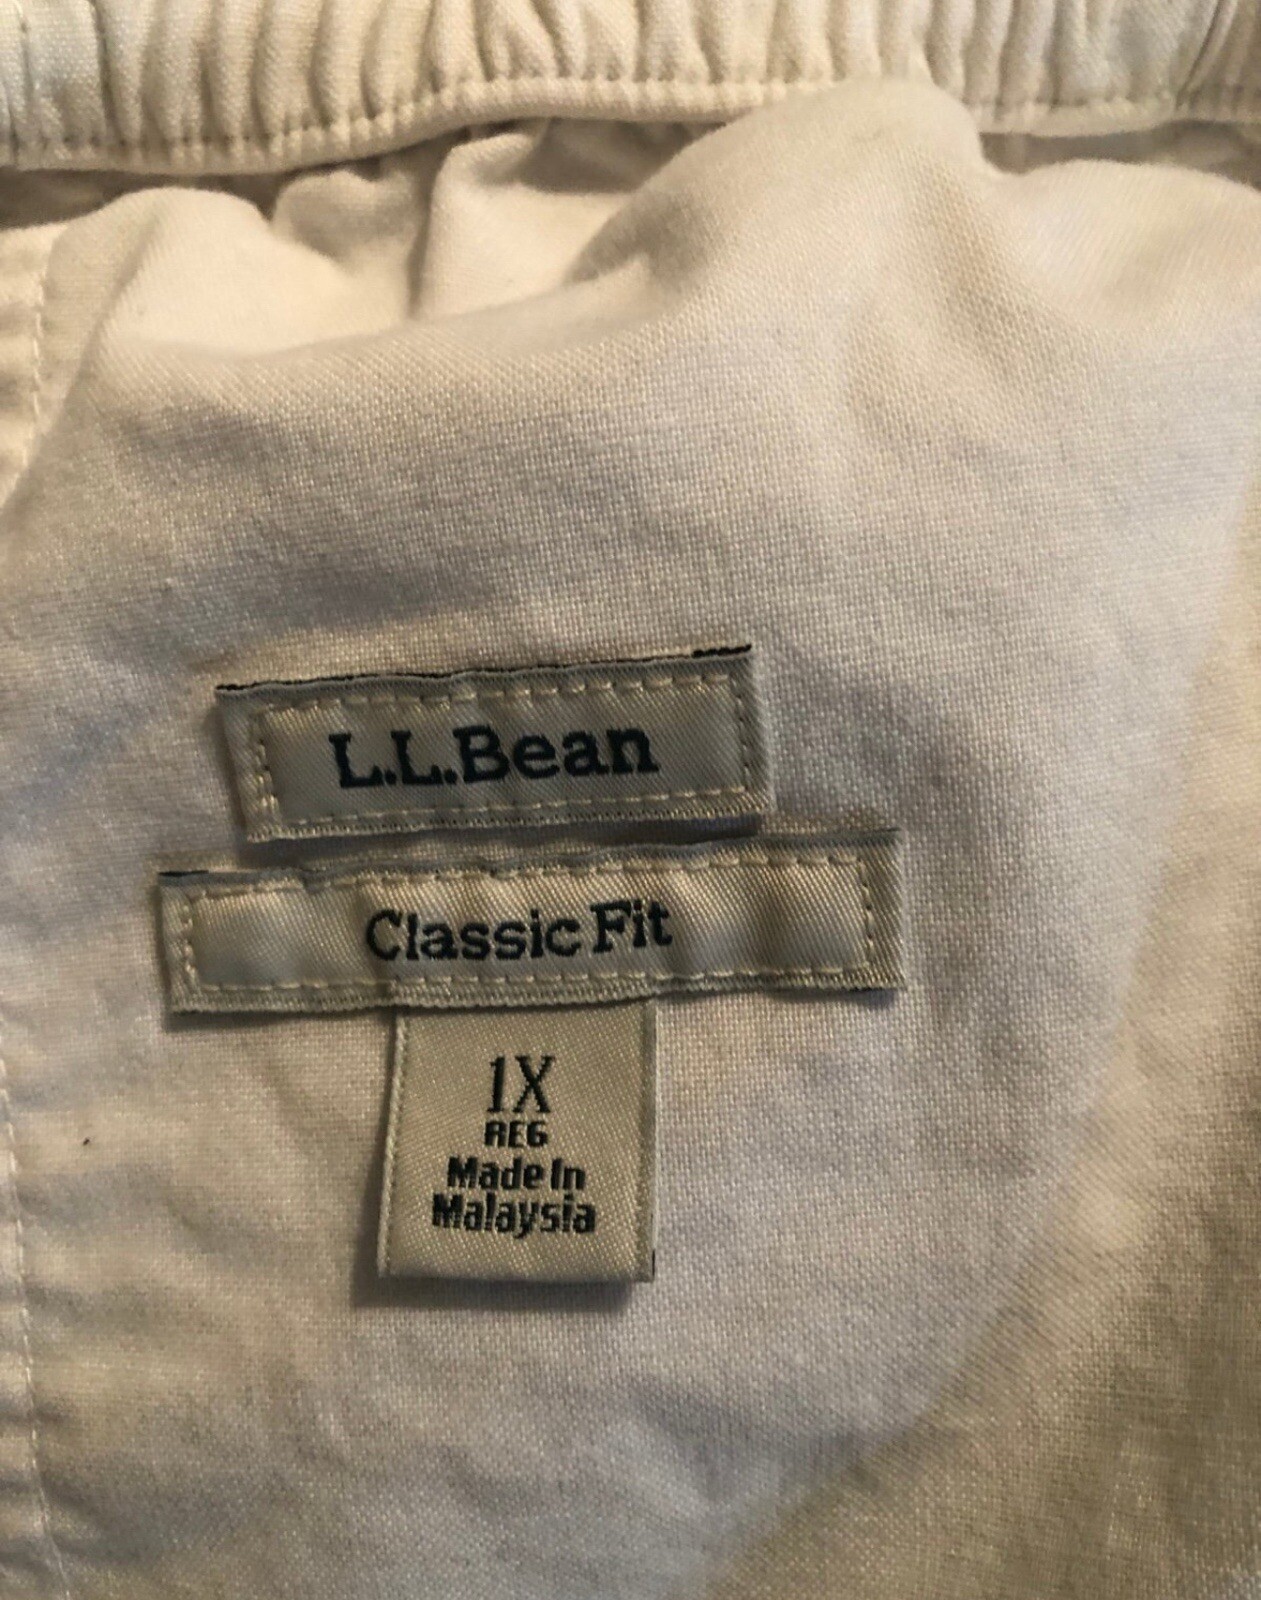 L.L.Bean
Classic Fit
1X
REG
Made In
Malaysia